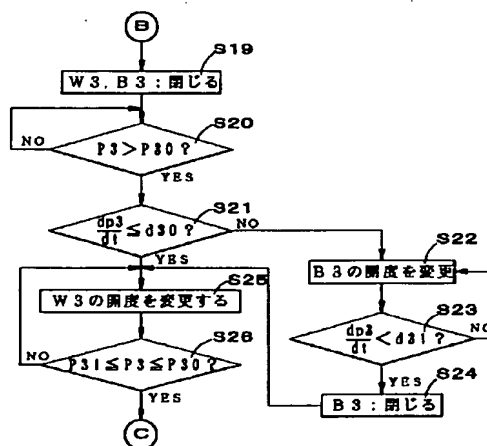 B
S19
W3, B3:閉じる
S20
P3>P30?
NO
YES
S21
dp3/dt≦d30?
NO
YES
S22
B3の開度を変更
S23
dp3/dt<d31?
NO
YES
S24
B3:閉じる
S25
W3の開度を変更する
S26
P31≦P3≦P30?
NO
YES
C